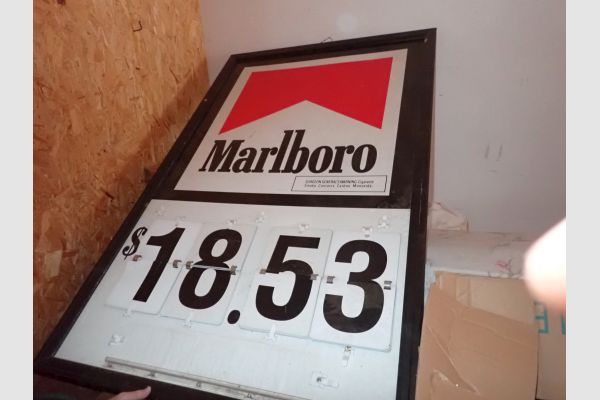 Marlboro
SURGEON GENERAL'S WARNING: Cigarette
Smoke Contains Carbon Monoxide.
$18.53